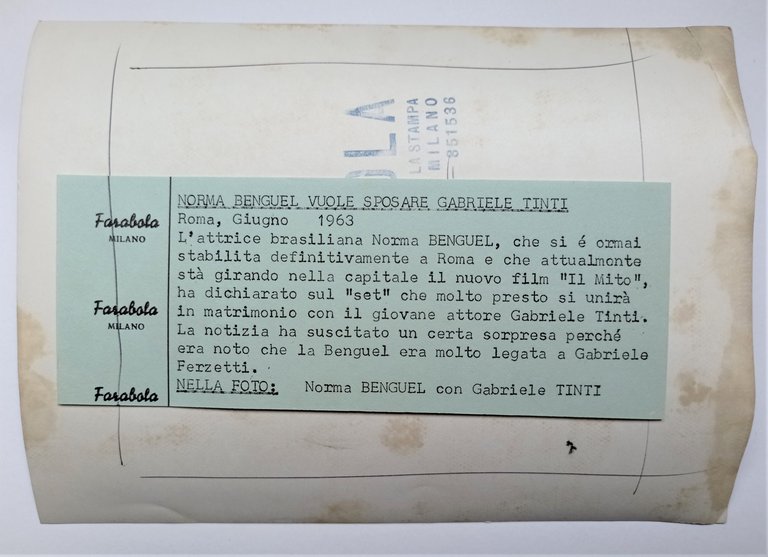 OLA
LA STAMPA
MILANO
851536
Farabola
MILANO
Farabola
MILANO
Farabola
NORMA BENGUEL VUOLE SPOSARE GABRIELE TINTI
Roma, Giugno 1963
L'attrice brasiliana Norma BENGUEL, che si é ormai
stabilita definitivamente a Roma e che attualmonte
stà girando nella capitale il nuovo film "Il Mito",
ha dichiarato sul "set" che molto presto si unirà
in matrimonio con il giovane attore Gabriele Tinti.
La notizia ha suscitato un certa sorpresa perché
era noto che la Benguel era molto legata a Gabriele
Ferzetti.
NELLA FOTO: Norma BENGUEL con Gabriele TINTI